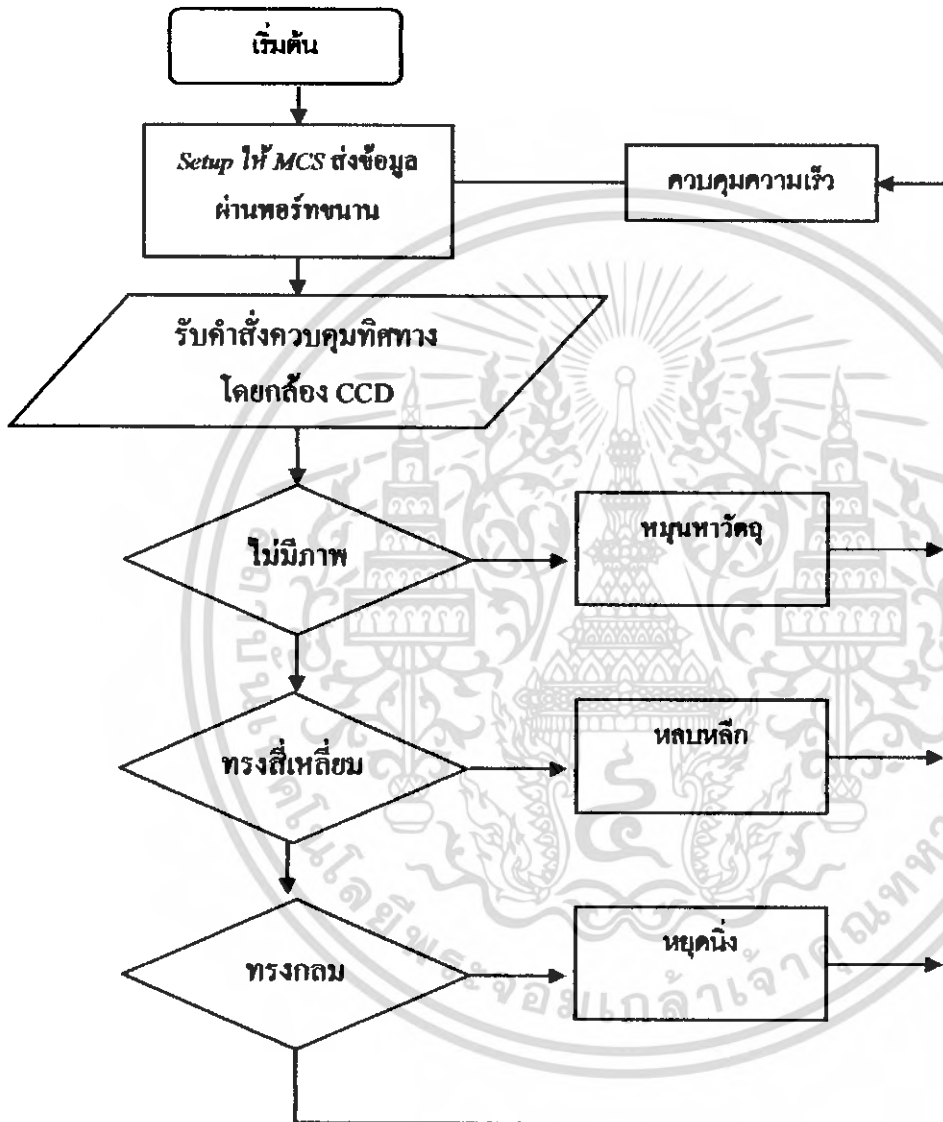 เริ่มต้น
Setup ให้ MCS ส่งข้อมูล
ผ่านพอร์ทขนาน
ควบคุมความเร็ว
รับคำสั่งควบคุมทิศทาง
โดยกล้อง CCD
ไม่มีภาพ
หมุนหาวัตถุ
ทรงสี่เหลี่ยม
หลบหลีก
ทรงกลม
หยุดนิ่ง